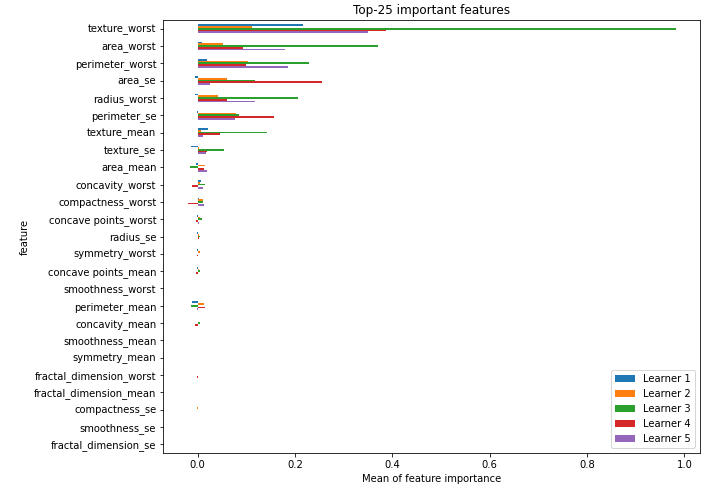 Top-25 important features
feature
texture_worst
area_worst
perimeter_worst
area_se
radius_worst
perimeter_se
texture_mean
texture_se
area_mean
concavity_worst
compactness_worst
concave points_worst
radius_se
symmetry_worst
concave points_mean
smoothness_worst
perimeter_mean
concavity_mean
smoothness_mean
symmetry_mean
fractal_dimension_worst
fractal_dimension_mean
compactness_se
smoothness_se
fractal_dimension_se
Learner 1
Learner 2
Learner 3
Learner 4
Learner 5
0.0 0.2 0.4 0.6 0.8 1.0
Mean of feature importance